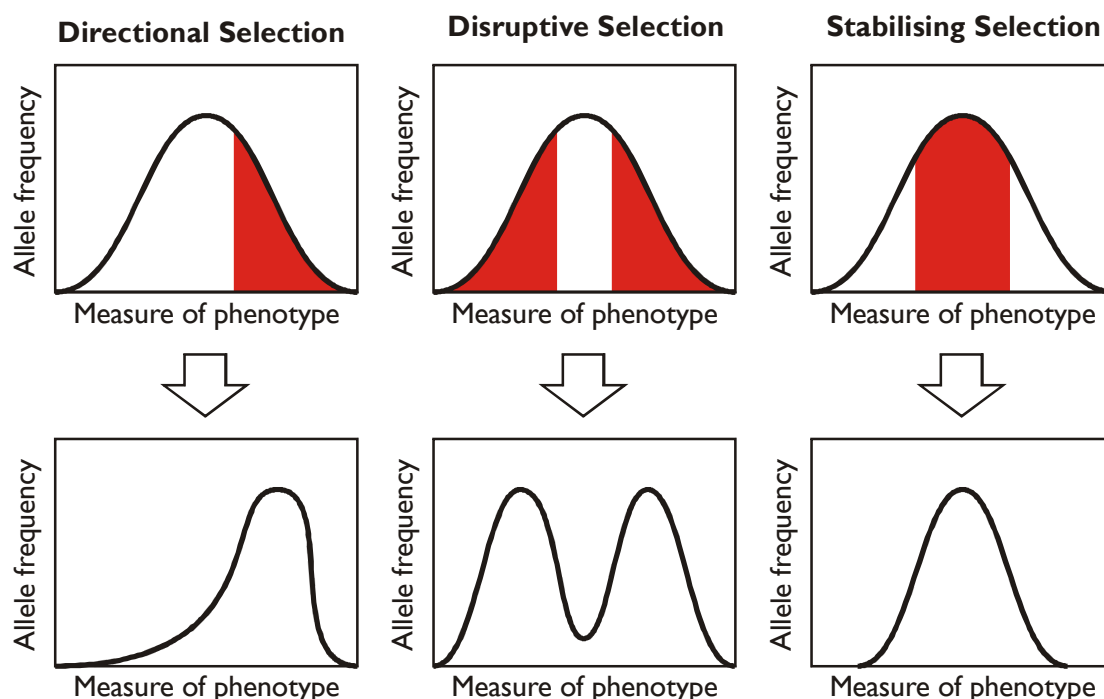 Directional Selection
Disruptive Selection
Stabilising Selection
Allele frequency
Measure of phenotype
Allele frequency
Measure of phenotype
Allele frequency
Measure of phenotype
Allele frequency
Measure of phenotype
Allele frequency
Measure of phenotype
Allele frequency
Measure of phenotype